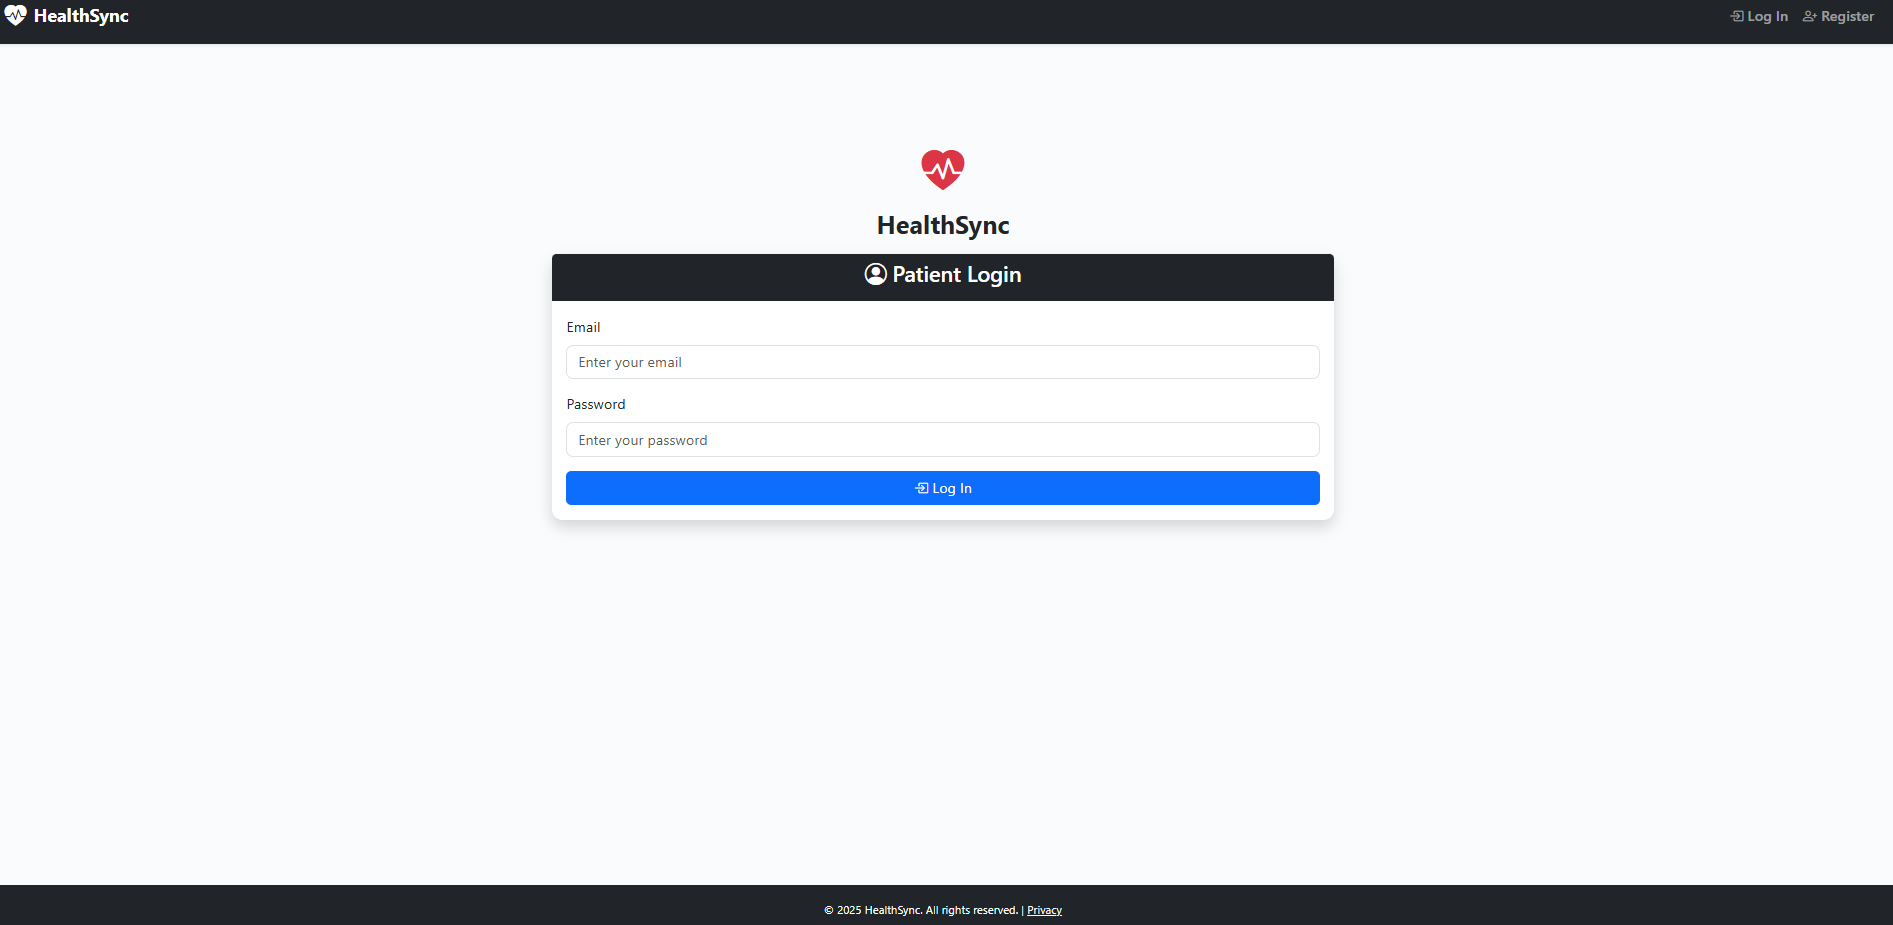 HealthSync
Log In
Register
HealthSync
Patient Login
Email
Enter your email
Password
Enter your password
Log In
© 2025 HealthSync. All rights reserved. | Privacy